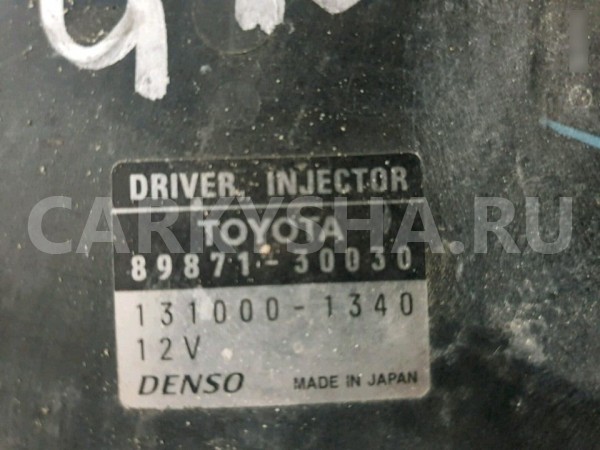 DRIVER, INJECTOR
TOYOTA
CARKYSHA.RU
89871-30030
131000-1340
12V
DENSO MADE IN JAPAN